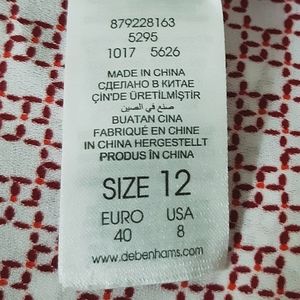 879228163
5295
1017 5626
MADE IN CHINA
СДЕЛАНО В КИТАЕ
ÇİN'DE ÜRETİLMİŞTİR
صنع في الصين
BUATAN CINA
FABRIQUÉ EN CHINE
IN CHINA HERGESTELLT
PRODUS ÎN CHINA
SIZE 12
EURO USA
40 8
www.debenhams.com